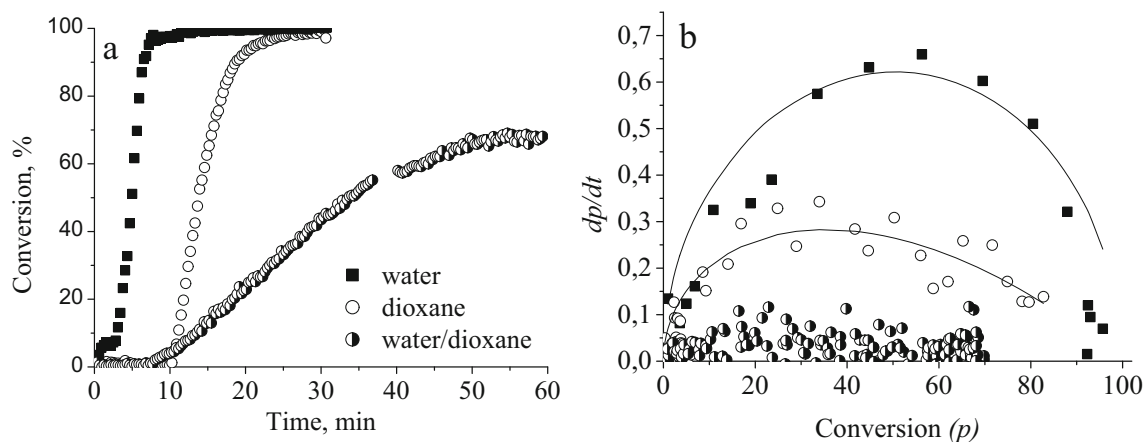 a
100
80
60
40
20
0
Conversion, %
water
dioxane
water/dioxane
0 10 20 30 40 50 60
Time, min
b
0,7
0,6
0,5
0,4
0,3
0,2
0,1
0,0
dp/dt
0 20 40 60 80 100
Conversion (p)